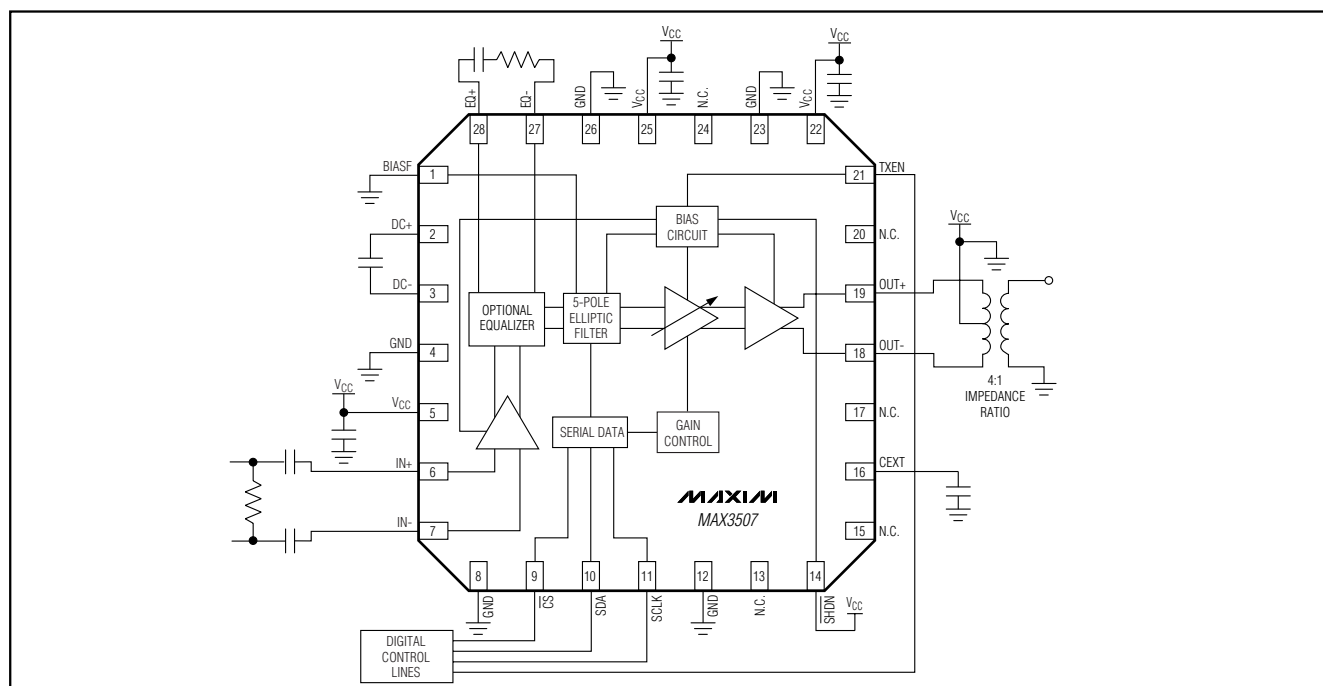 VCC
VCC
EQ+
EQ-
GND
VCC
N.C.
GND
VCC
28
27
26
25
24
23
22
BIASF
1
21
TXEN
DC+
2
BIAS
CIRCUIT
20
N.C.
VCC
DC-
3
OPTIONAL
EQUALIZER
5-POLE
ELLIPTIC
FILTER
19
OUT+
GND
4
18
OUT-
4:1
IMPEDANCE
RATIO
VCC
VCC
5
SERIAL DATA
GAIN
CONTROL
17
N.C.
IN+
6
16
CEXT
MAXIM
MAX3507
IN-
7
15
N.C.
8
9
10
11
12
13
14
GND
CS
SDA
SCLK
GND
N.C.
SHDN
VCC
DIGITAL
CONTROL
LINES